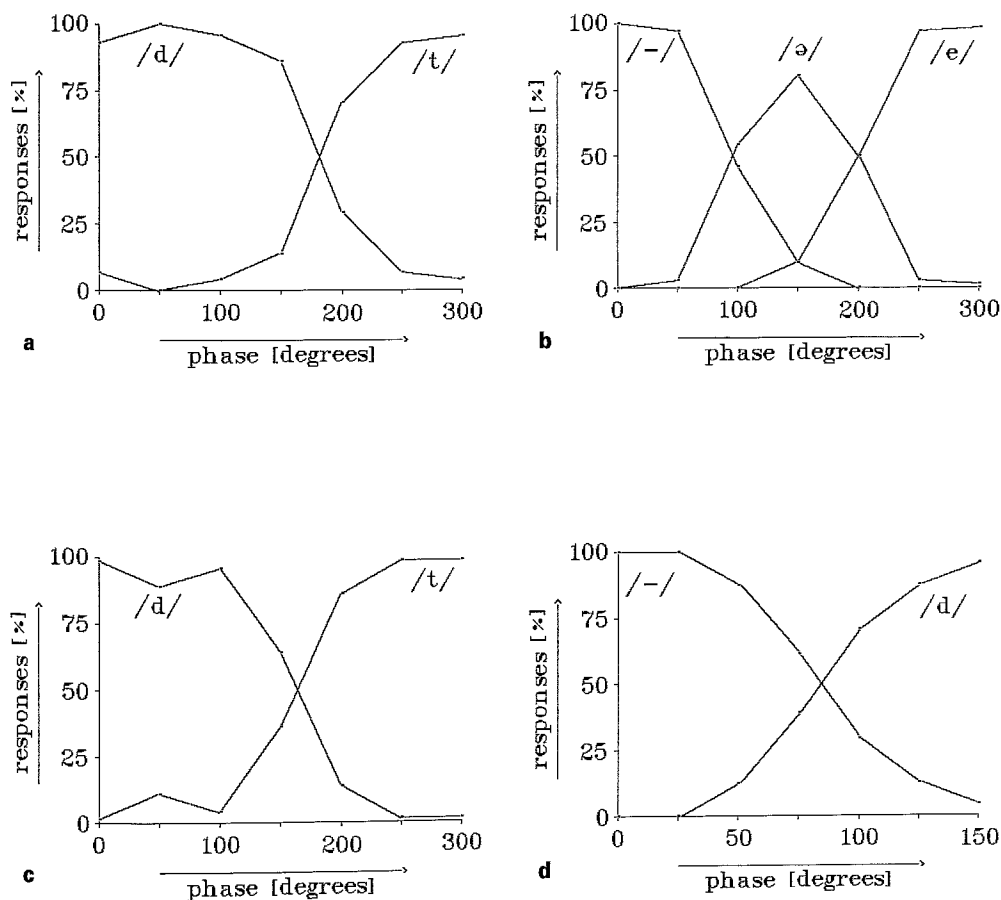 100
/d/
/t/
75
50
25
0
responses [%]
0 100 200 300
a
phase [degrees]
100
/-/
/ə/
/e/
75
50
25
0
responses [%]
0 100 200 300
b
phase [degrees]
100
/d/
/t/
75
50
25
0
responses [%]
0 100 200 300
c
phase [degrees]
100
/-/
/d/
75
50
25
0
responses [%]
0 50 100 150
d
phase [degrees]